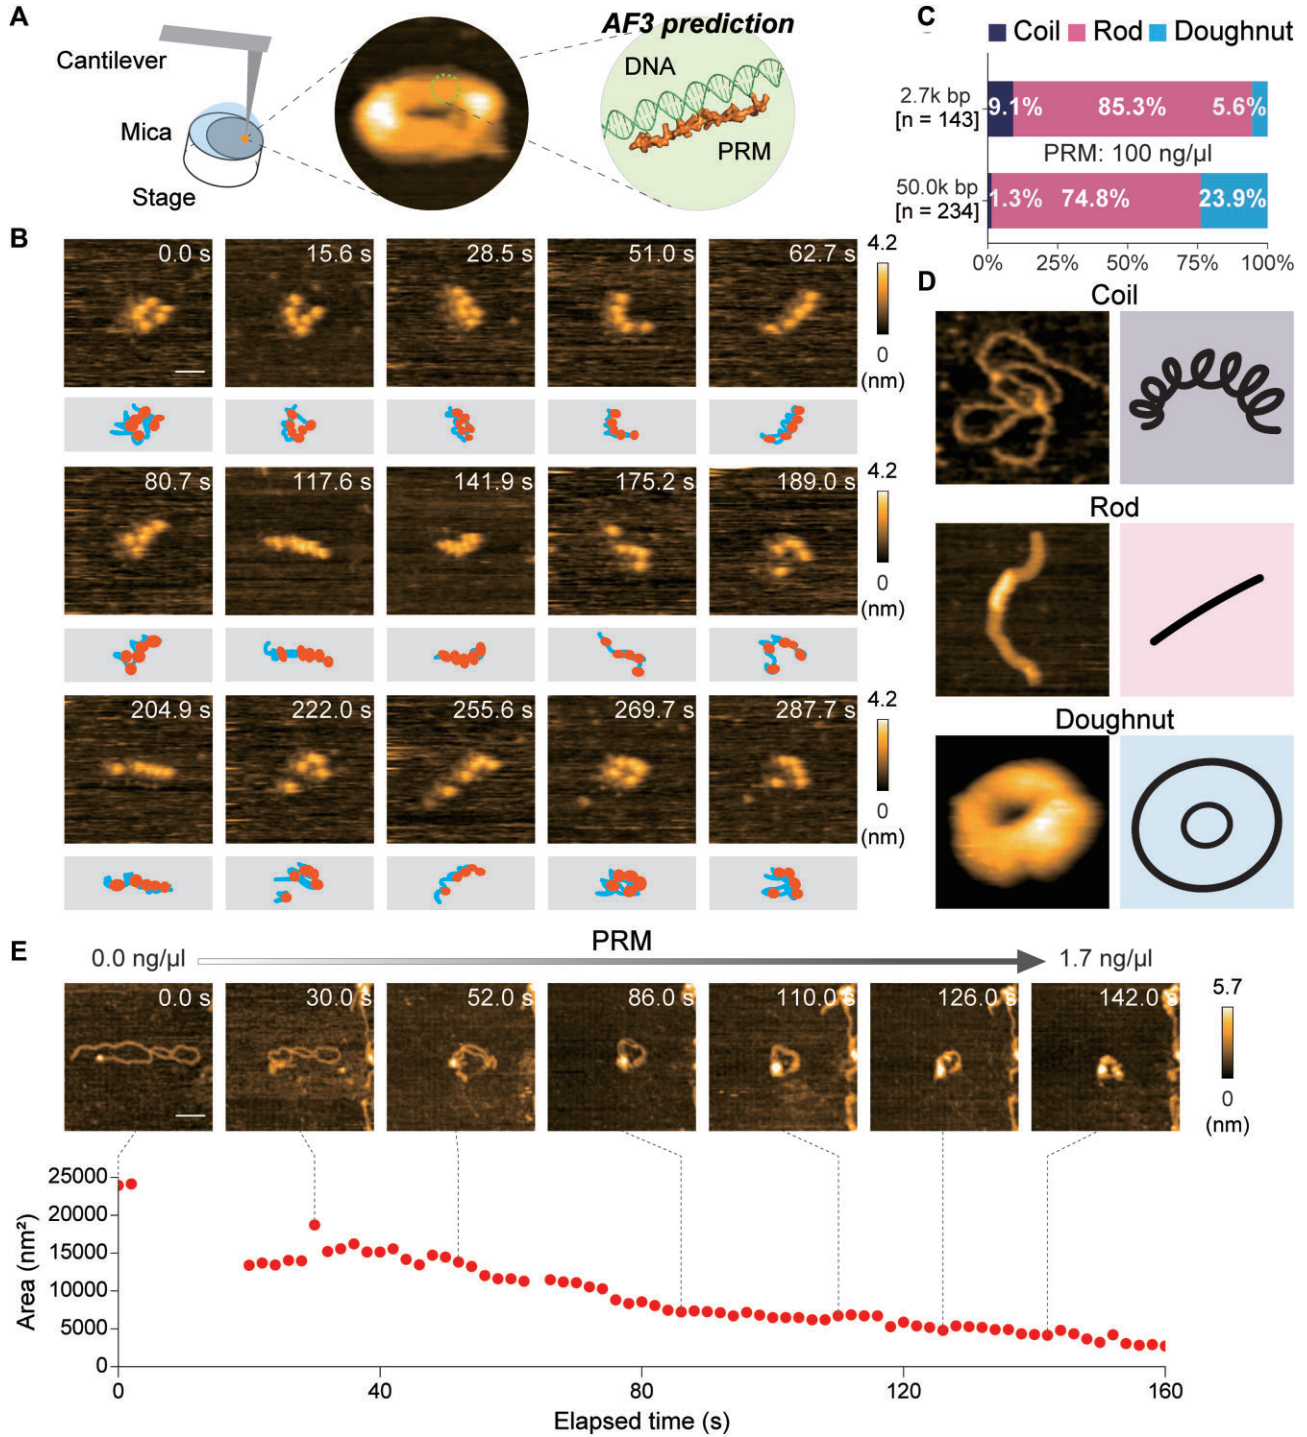 A
Cantilever
Mica
Stage
AF3 prediction
DNA
PRM
C
Coil Rod Doughnut
2.7k bp
[n = 143]
9.1% 85.3% 5.6%
PRM: 100 ng/µl
50.0k bp
[n = 234]
1.3% 74.8% 23.9%
0% 25% 50% 75% 100%
B
0.0 s 15.6 s 28.5 s 51.0 s 62.7 s
4.2
0
(nm)
80.7 s 117.6 s 141.9 s 175.2 s 189.0 s
4.2
0
(nm)
204.9 s 222.0 s 255.6 s 269.7 s 287.7 s
4.2
0
(nm)
D
Coil
Rod
Doughnut
E
PRM
0.0 ng/µl 1.7 ng/µl
0.0 s 30.0 s 52.0 s 86.0 s 110.0 s 126.0 s 142.0 s
5.7
0
(nm)
Area (nm²)
25000
20000
15000
10000
5000
0
0 40 80 120 160
Elapsed time (s)